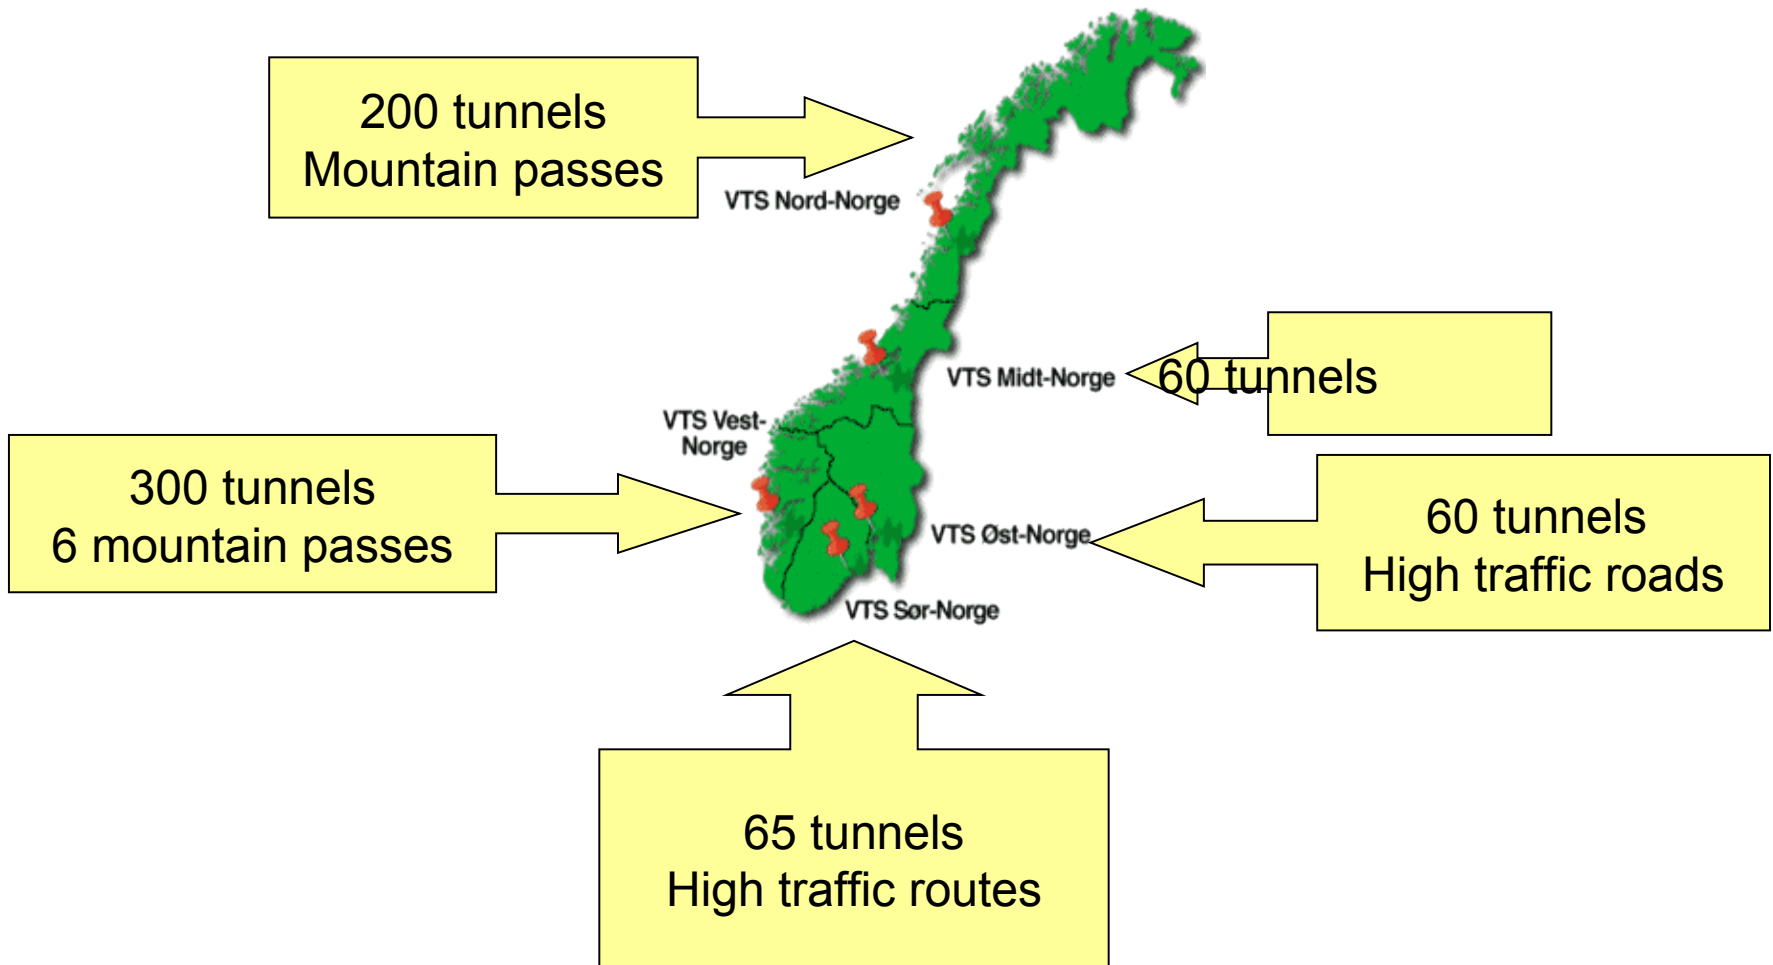 200 tunnels
Mountain passes
VTS Nord-Norge
VTS Midt-Norge
60 tunnels
VTS Vest-
Norge
300 tunnels
6 mountain passes
VTS Øst-Norge
60 tunnels
High traffic roads
VTS Sør-Norge
65 tunnels
High traffic routes